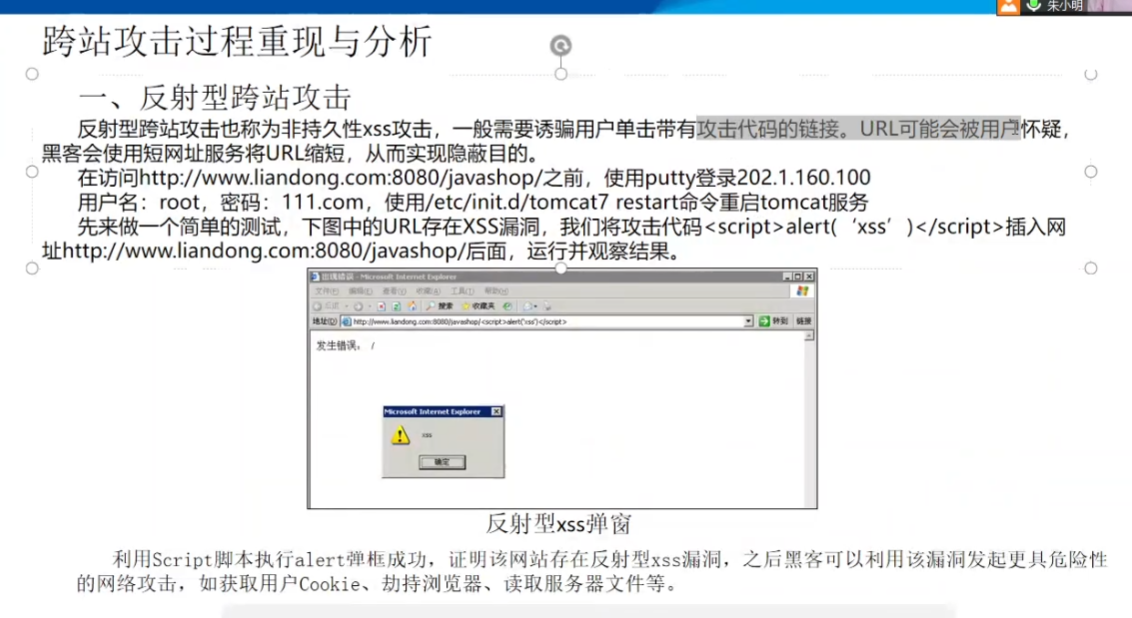 朱小明
跨站攻击过程重现与分析
一、反射型跨站攻击
反射型跨站攻击也称为非持久性xss攻击，一般需要诱骗用户单击带有攻击代码的链接。URL可能会被用户怀疑，
黑客会使用短网址服务将URL缩短，从而实现隐蔽目的。
在访问http://www.liandong.com:8080/javashop/之前，使用putty登录202.1.160.100
用户名：root，密码：111.com，使用/etc/init.d/tomcat7 restart命令重启tomcat服务
先来做一个简单的测试，下图中的URL存在XSS漏洞，我们将攻击代码<script>alert(‘xss’)</script>插入网
址http://www.liandong.com:8080/javashop/后面，运行并观察结果。
出现错误 - Microsoft Internet Explorer
文件(F) 编辑(E) 查看(V) 收藏(A) 工具(T) 帮助(H)
后退 搜索 收藏夹
地址(D) http://www.liandong.com:8080/javashop/<script>alert('xss')</script> 转到 链接
发生错误： /
Microsoft Internet Explorer
xss
确定
反射型xss弹窗
利用Script脚本执行alert弹框成功，证明该网站存在反射型xss漏洞，之后黑客可以利用该漏洞发起更具危险性
的网络攻击，如获取用户Cookie、劫持浏览器、读取服务器文件等。